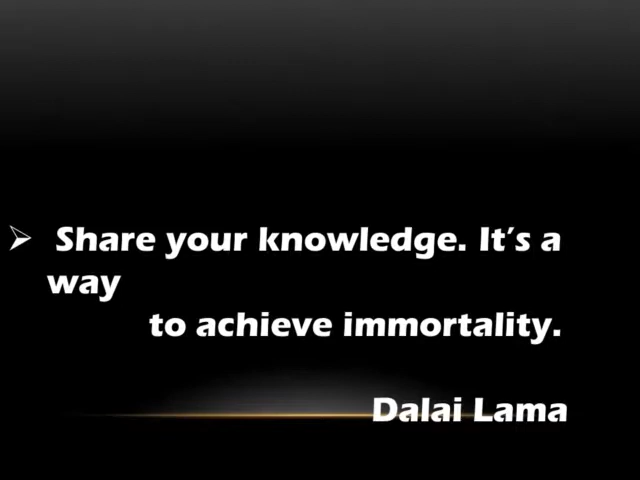 ➢ Share your knowledge. It’s a
way
to achieve immortality.
Dalai Lama